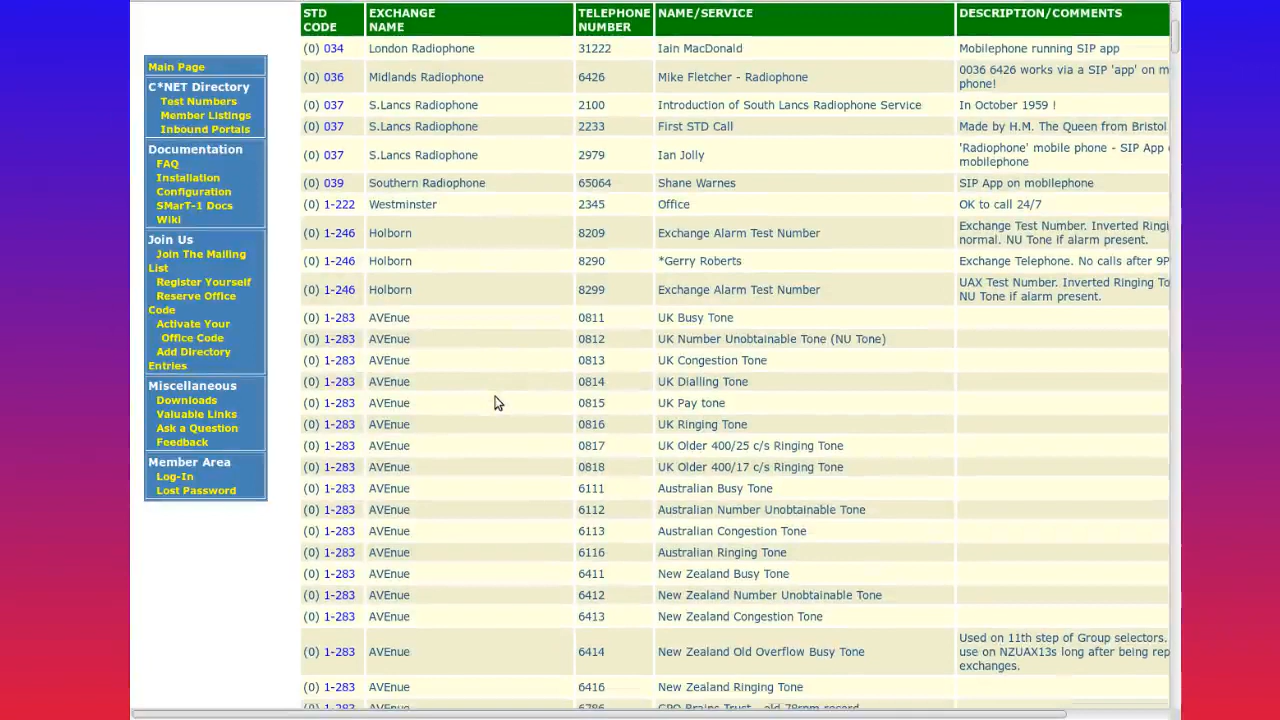 Main Page
C*NET Directory
Test Numbers
Member Listings
Inbound Portals
Documentation
FAQ
Installation
Configuration
SMarT-1 Docs
Wiki
Join Us
Join The Mailing
List
Register Yourself
Reserve Office
Code
Activate Your
Office Code
Add Directory
Entries
Miscellaneous
Downloads
Valuable Links
Ask a Question
Feedback
Member Area
Log-In
Lost Password
STD CODE EXCHANGE NAME TELEPHONE NUMBER NAME/SERVICE DESCRIPTION/COMMENTS
(0) 034 London Radiophone 31222 Iain MacDonald Mobilephone running SIP app
(0) 036 Midlands Radiophone 6426 Mike Fletcher - Radiophone 0036 6426 works via a SIP 'app' on m
phone!
(0) 037 S.Lancs Radiophone 2100 Introduction of South Lancs Radiophone Service In October 1959 !
(0) 037 S.Lancs Radiophone 2233 First STD Call Made by H.M. The Queen from Bristol
(0) 037 S.Lancs Radiophone 2979 Ian Jolly 'Radiophone' mobile phone - SIP App
mobilephone
(0) 039 Southern Radiophone 65064 Shane Warnes SIP App on mobilephone
(0) 1-222 Westminster 2345 Office OK to call 24/7
(0) 1-246 Holborn 8209 Exchange Alarm Test Number Exchange Test Number. Inverted Ringi
normal. NU Tone if alarm present.
(0) 1-246 Holborn 8290 *Gerry Roberts Exchange Telephone. No calls after 9P
(0) 1-246 Holborn 8299 Exchange Alarm Test Number UAX Test Number. Inverted Ringing To
NU Tone if alarm present.
(0) 1-283 AVEnue 0811 UK Busy Tone
(0) 1-283 AVEnue 0812 UK Number Unobtainable Tone (NU Tone)
(0) 1-283 AVEnue 0813 UK Congestion Tone
(0) 1-283 AVEnue 0814 UK Dialling Tone
(0) 1-283 AVEnue 0815 UK Pay tone
(0) 1-283 AVEnue 0816 UK Ringing Tone
(0) 1-283 AVEnue 0817 UK Older 400/25 c/s Ringing Tone
(0) 1-283 AVEnue 0818 UK Older 400/17 c/s Ringing Tone
(0) 1-283 AVEnue 6111 Australian Busy Tone
(0) 1-283 AVEnue 6112 Australian Number Unobtainable Tone
(0) 1-283 AVEnue 6113 Australian Congestion Tone
(0) 1-283 AVEnue 6116 Australian Ringing Tone
(0) 1-283 AVEnue 6411 New Zealand Busy Tone
(0) 1-283 AVEnue 6412 New Zealand Number Unobtainable Tone
(0) 1-283 AVEnue 6413 New Zealand Congestion Tone
(0) 1-283 AVEnue 6414 New Zealand Old Overflow Busy Tone Used on 11th step of Group selectors.
use on NZUAX13s long after being rep
exchanges.
(0) 1-283 AVEnue 6416 New Zealand Ringing Tone